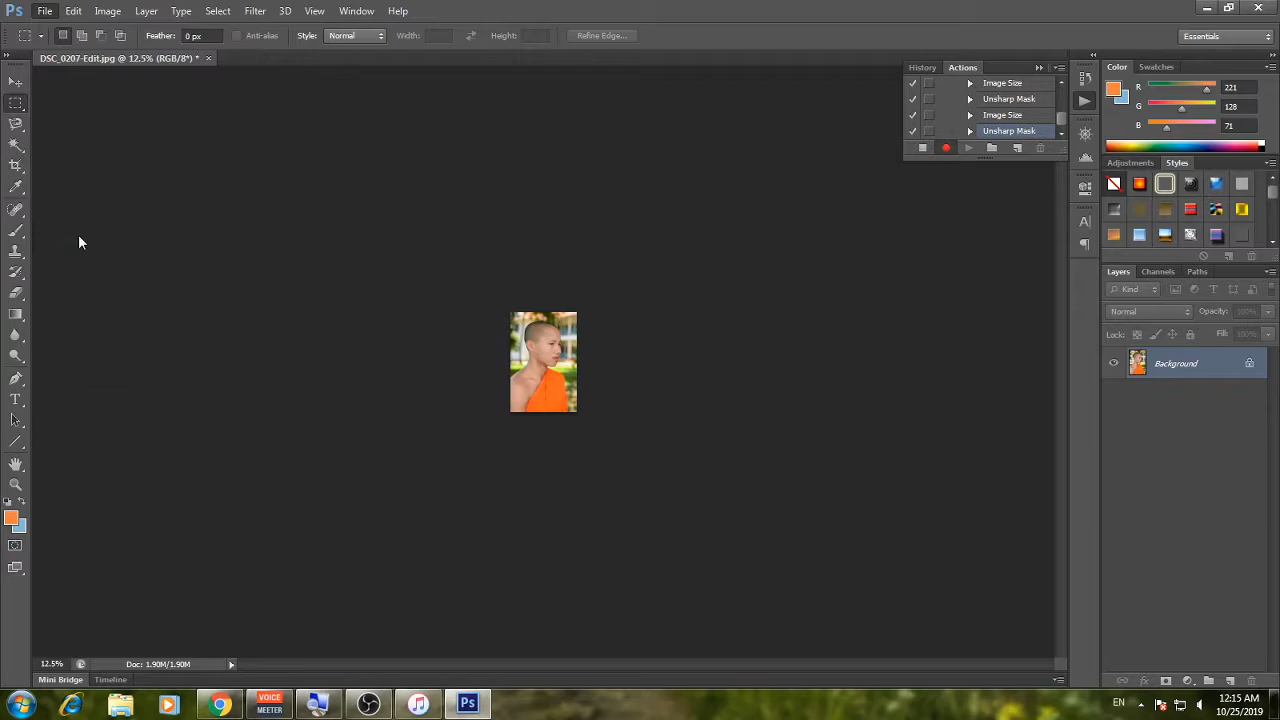 Ps File Edit Image Layer Type Select Filter 3D View Window Help
Feather: 0 px Anti-alias Style: Normal Width: Height: Refine Edge... Essentials
DSC_0207-Edit.jpg @ 12.5% (RGB/8*) * ×
History Actions
Image Size
Unsharp Mask
Image Size
Unsharp Mask
Color Swatches
R 221
G 128
B 71
Adjustments Styles
Layers Channels Paths
Kind
Normal Opacity: 100%
Lock: Fill: 100%
Background
12.5% Doc: 1.90M/1.90M
Mini Bridge Timeline
VOICE
MEETER
Ps
EN
12:15 AM
10/25/2019